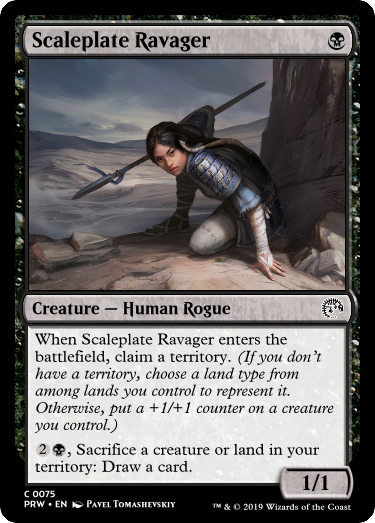 Scaleplate Ravager
Creature — Human Rogue
When Scaleplate Ravager enters the
battlefield, claim a territory. (If you don't
have a territory, choose a land type from
among lands you control to represent it.
Otherwise, put a +1/+1 counter on a creature
you control.)
2 , Sacrifice a creature or land in your
territory: Draw a card.
1/1
C 0075
PRW • EN Pavel Tomashevskiy
™ & © 2019 Wizards of the Coast